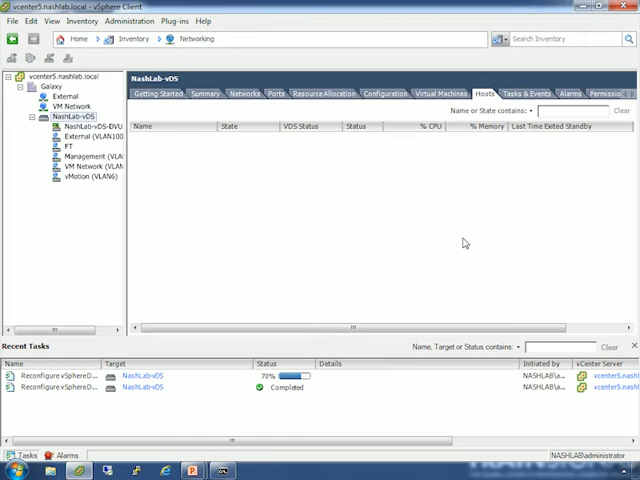 vcenter5.nashlab.local - vSphere Client
File Edit View Inventory Administration Plug-ins Help
Home Inventory Networking Search Inventory
vcenter5.nashlab.local
Galaxy
External
VM Network
NashLab-vDS
NashLab-vDS-DVU
External (VLAN100
FT
Management (VLA
VM Network (VLA
vMotion (VLAN6)
NashLab-vDS
Getting Started Summary Networks Ports Resource Allocation Configuration Virtual Machines Hosts Tasks & Events Alarms Permissio
Name or State contains: Clear
Name State VDS Status Status % CPU % Memory Last Time Exited Standby
Recent Tasks Name, Target or Status contains: Clear
Name Target Status Details Initiated by vCenter Server
Reconfigure vSphereD... NashLab-vDS 70% NASHLAB\a... vcenter5.nashl
Reconfigure vSphereD... NashLab-vDS Completed NASHLAB\a... vcenter5.nashl
Tasks Alarms NASHLAB\administrator